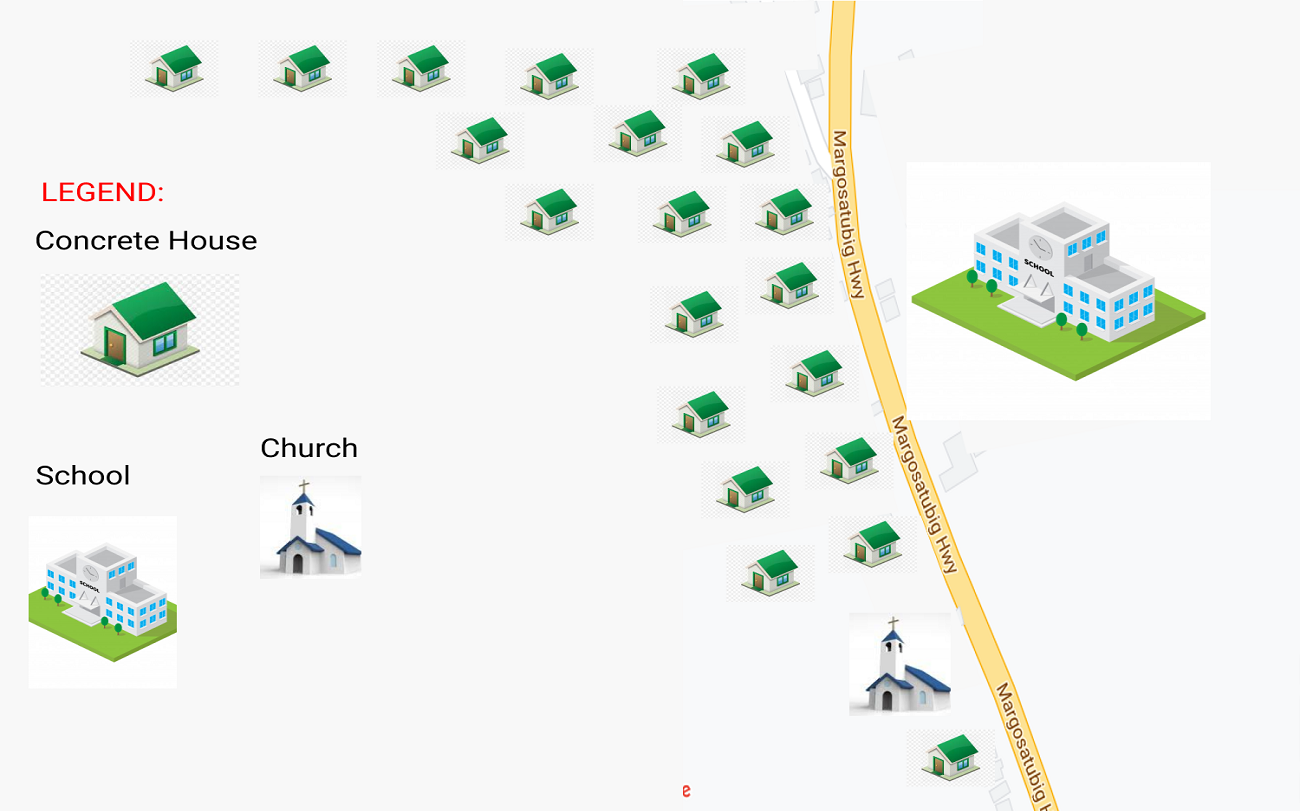 LEGEND:
Concrete House
SCHOOL
Church
School
SCHOOL
Margosatubig Hwy
Margosatubig Hwy
Margosatubig H
e